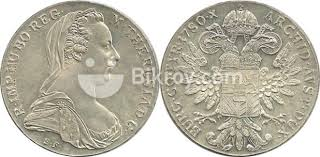 M·THERESIA·D·G·
R·IMP·HU·BO·REG·
S F
ARCHID·AVST·DUX·
BURG·CO·TYR·1780·X
Bikroy.com